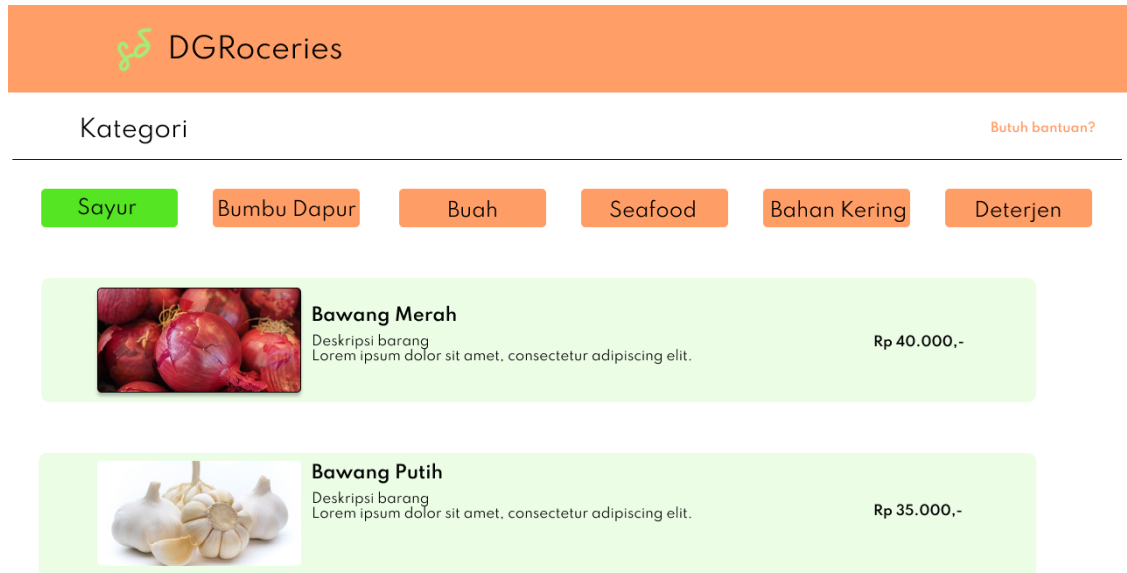 DGRoceries
Kategori
Butuh bantuan?
Sayur
Bumbu Dapur
Buah
Seafood
Bahan Kering
Deterjen
Bawang Merah
Deskripsi barang
Lorem ipsum dolor sit amet, consectetur adipiscing elit.
Rp 40.000,-
Bawang Putih
Deskripsi barang
Lorem ipsum dolor sit amet, consectetur adipiscing elit.
Rp 35.000,-